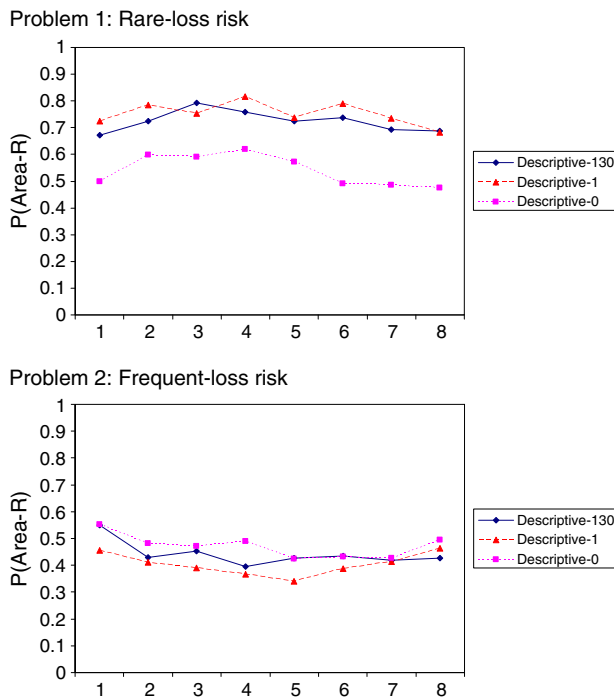 Problem 1: Rare-loss risk
1
0.9
0.8
0.7
0.6
0.5
0.4
0.3
0.2
0.1
0
P(Area-R)
1 2 3 4 5 6 7 8
Descriptive-130
Descriptive-1
Descriptive-0
Problem 2: Frequent-loss risk
1
0.9
0.8
0.7
0.6
0.5
0.4
0.3
0.2
0.1
0
P(Area-R)
1 2 3 4 5 6 7 8
Descriptive-130
Descriptive-1
Descriptive-0